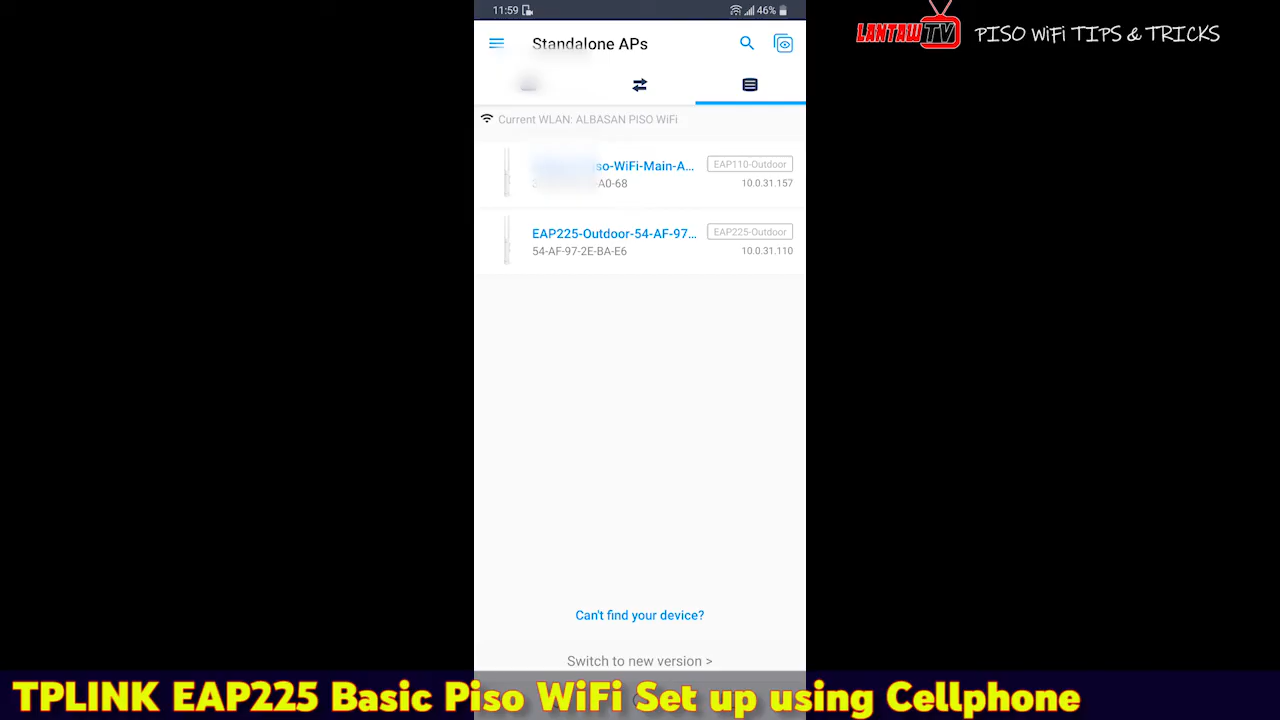 11:59
46%
LANTAW TV
PISO WiFi TIPS & TRICKS
Standalone APs
Current WLAN: ALBASAN PISO WiFi
so-WiFi-Main-A...
EAP110-Outdoor
A0-68
10.0.31.157
EAP225-Outdoor-54-AF-97...
EAP225-Outdoor
54-AF-97-2E-BA-E6
10.0.31.110
Can't find your device?
Switch to new version >
TPLINK EAP225 Basic Piso WiFi Set up using Cellphone